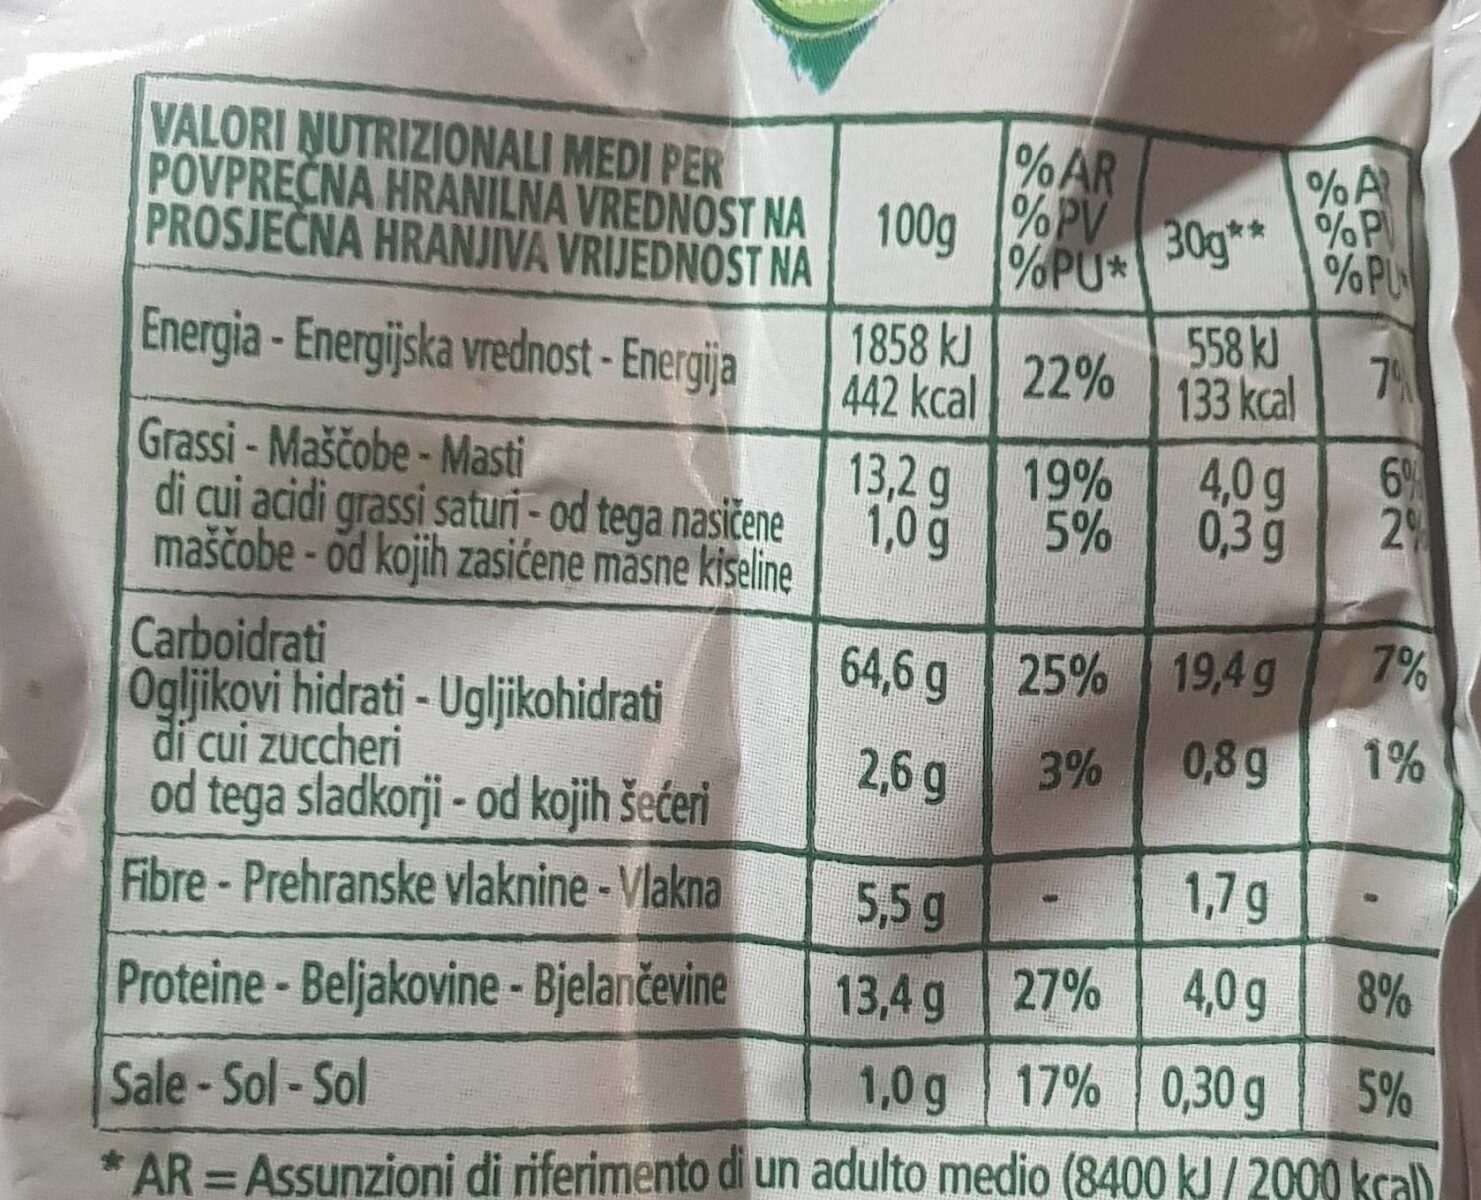 VALORI NUTRIZIONALI MEDI PER
POVPREČNA HRANILNA VREDNOST NA
PROSJEČNA HRANJIVA VRIJEDNOST NA
100g
%AR
%PV
%PU*
30g**
%A
%P
%PU*
Energia - Energijska vrednost - Energija
1858 kJ
442 kcal
22%
558 kJ
133 kcal
7%
Grassi - Maščobe - Masti 13,2 g 19% 4,0 g 6%
di cui acidi grassi saturi - od tega nasičene 1,0 g 5% 0,3 g 2%
maščobe - od kojih zasićene masne kiseline
Carboidrati
Ogljikovi hidrati - Ugljikohidrati 64,6 g 25% 19,4 g 7%
di cui zuccheri
od tega sladkorji - od kojih šećeri 2,6 g 3% 0,8 g 1%
Fibre - Prehranske vlaknine - Vlakna 5,5 g - 1,7 g -
Proteine - Beljakovine - Bjelančevine 13,4 g 27% 4,0 g 8%
Sale - Sol - Sol 1,0 g 17% 0,30 g 5%
* AR = Assunzioni di riferimento di un adulto medio (8400 kJ / 2000 kcal)